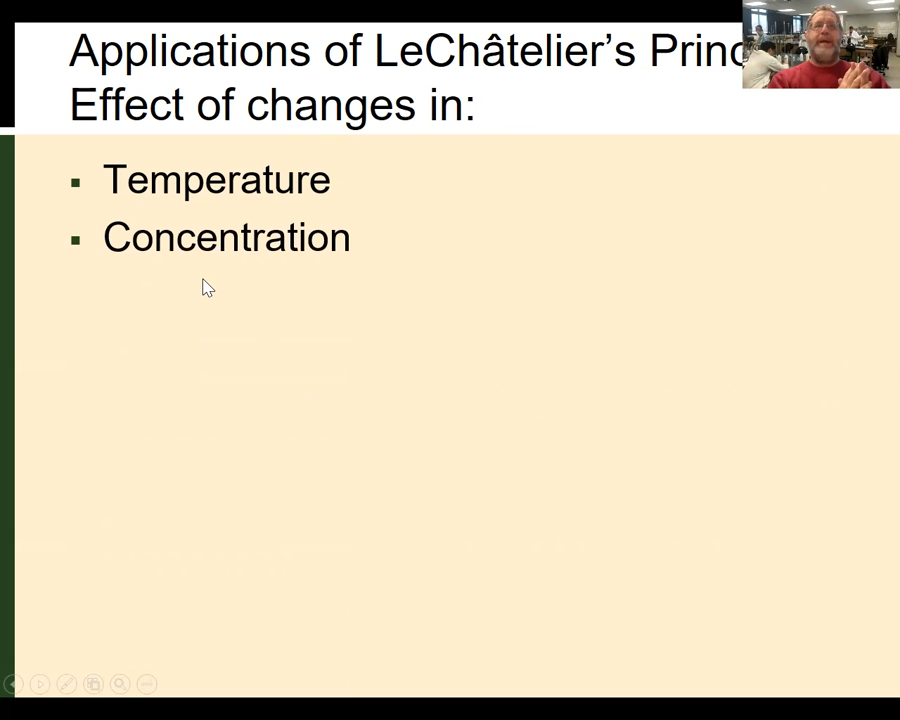 Applications of LeChâtelier's Princ
Effect of changes in:
▪ Temperature
▪ Concentration